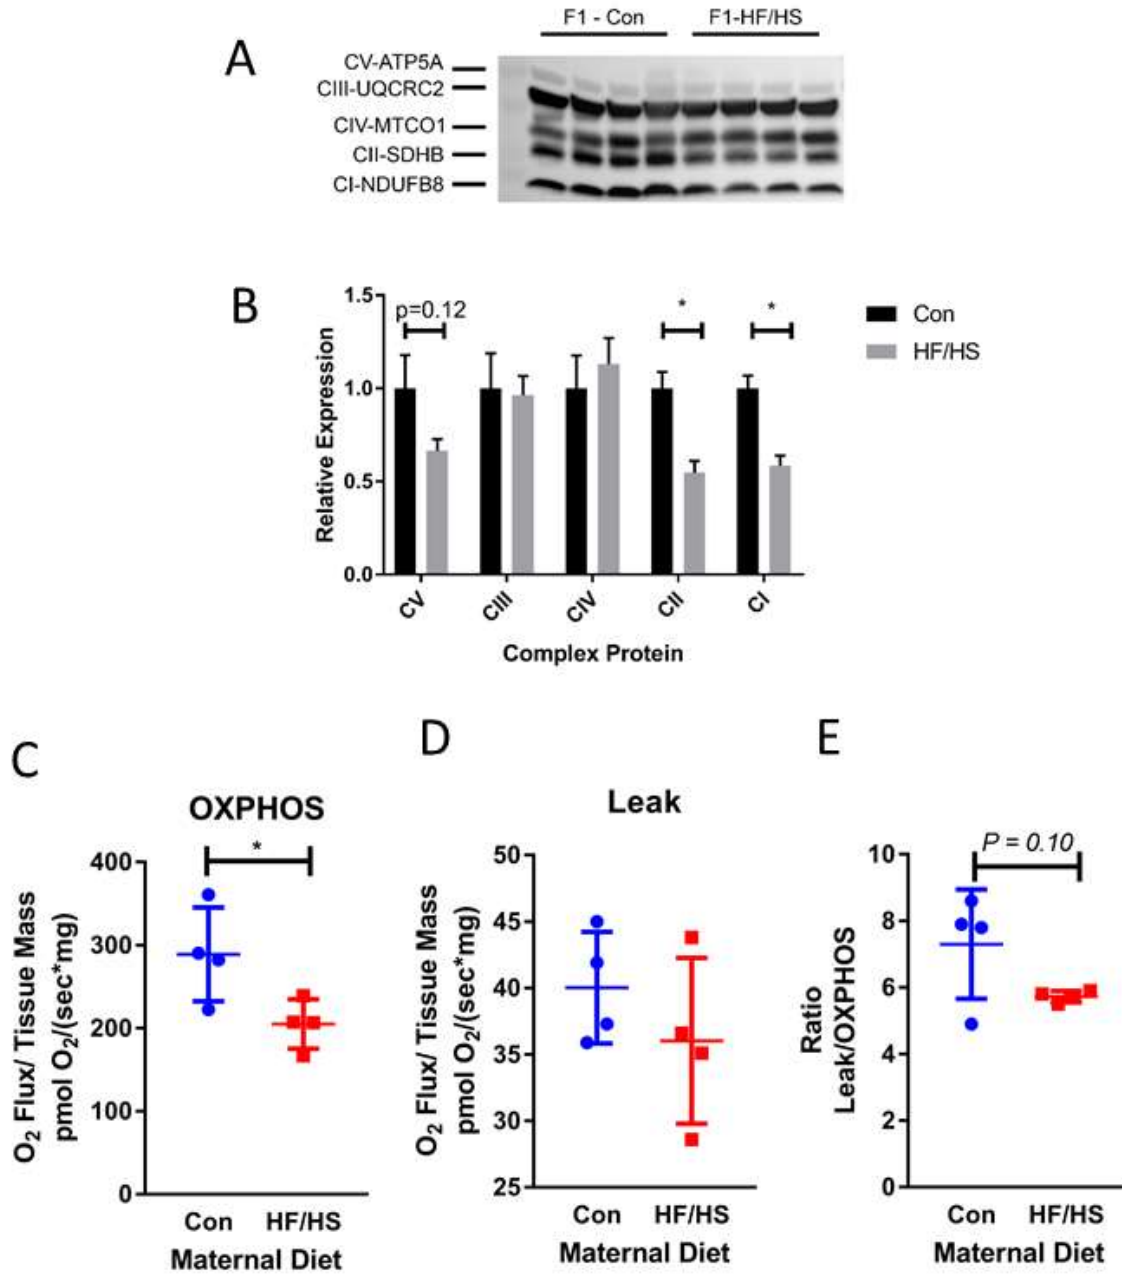 F1 - Con F1-HF/HS
A
CV-ATP5A
CIII-UQCRC2
CIV-MTCO1
CII-SDHB
CI-NDUFB8
B
1.5
1.0
0.5
0.0
Relative Expression
p=0.12
*
*
Con
HF/HS
CV CIII CIV CII CI
Complex Protein
C
OXPHOS
*
400
300
200
100
0
O2 Flux/ Tissue Mass
pmol O2/(sec*mg)
Con HF/HS
Maternal Diet
D
Leak
50
45
40
35
30
25
O2 Flux/ Tissue Mass
pmol O2/(sec*mg)
Con HF/HS
Maternal Diet
E
P = 0.10
10
8
6
4
2
0
Ratio
Leak/OXPHOS
Con HF/HS
Maternal Diet